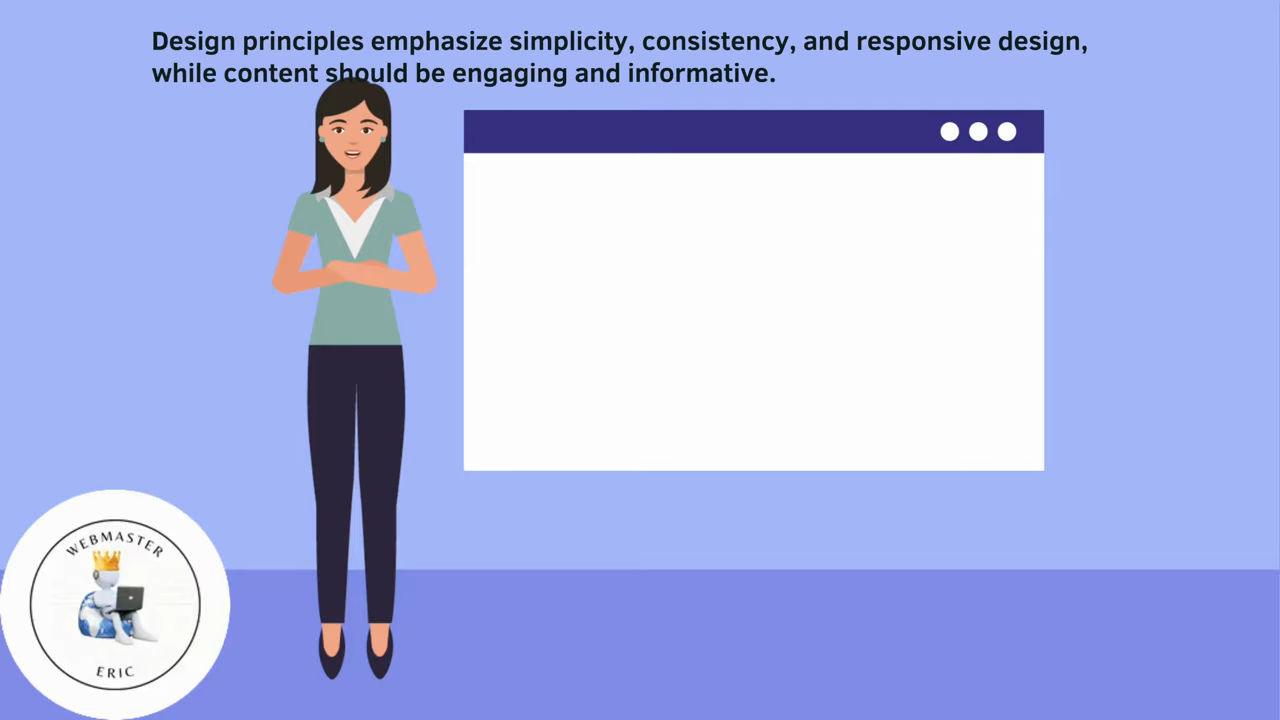 Design principles emphasize simplicity, consistency, and responsive design,
while content should be engaging and informative.
WEBMASTER
ERIC